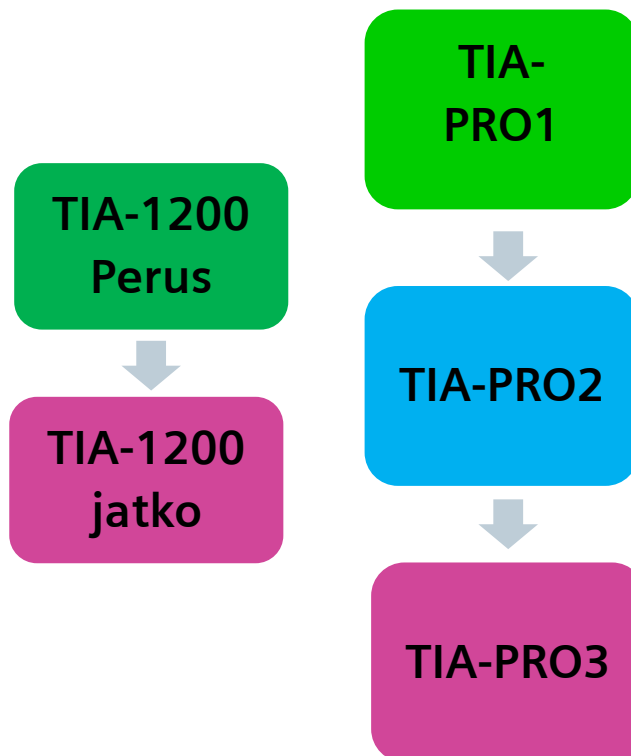 TIA-1200
Perus
TIA-1200
jatko
TIA-
PRO1
TIA-PRO2
TIA-PRO3